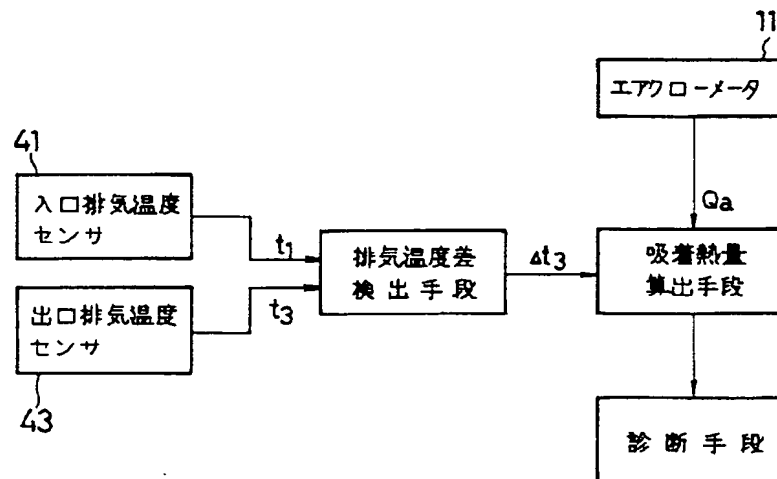 11
エアクローメータ
41
入口排気温度
センサ
t1
Qa
排気温度差
検出手段
Δt3
吸着熱量
算出手段
出口排気温度
センサ
t3
43
診断手段